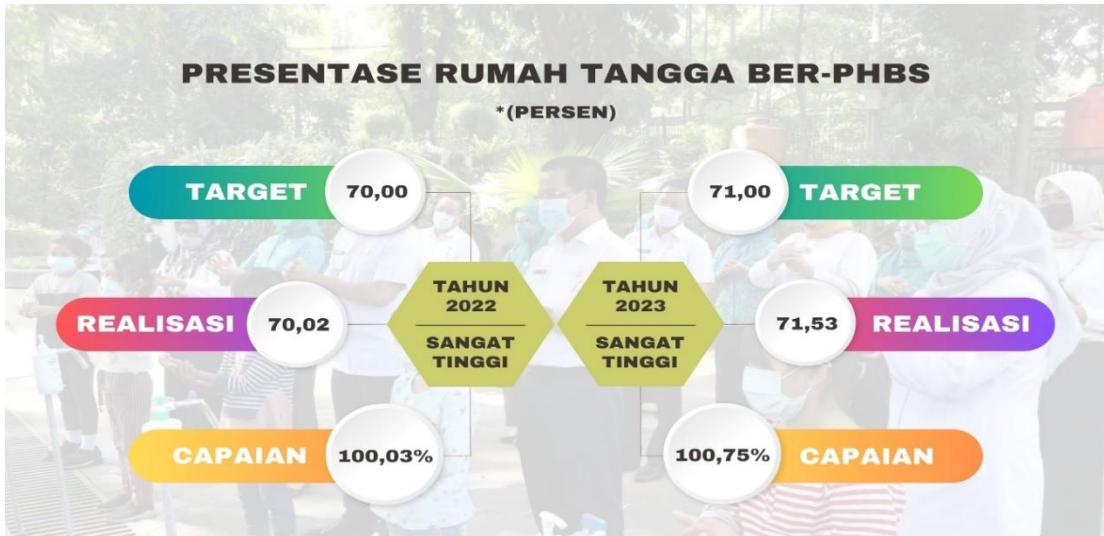 PRESENTASE RUMAH TANGGA BER-PHBS
*(PERSEN)
TARGET 70,00
71,00 TARGET
REALISASI 70,02
TAHUN
2022
SANGAT
TINGGI
TAHUN
2023
SANGAT
TINGGI
71,53 REALISASI
CAPAIAN 100,03%
100,75% CAPAIAN